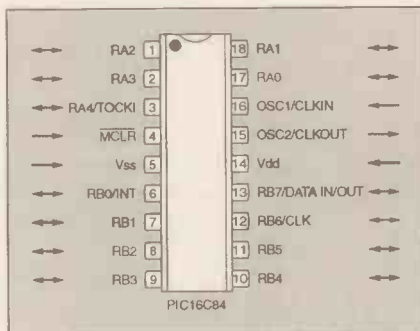 RA2 1 18 RA1
RA3 2 17 RA0
RA4/TOCKI 3 16 OSC1/CLKIN
MCLR 4 15 OSC2/CLKOUT
Vss 5 14 Vdd
RB0/INT 6 13 RB7/DATA IN/OUT
RB1 7 12 RB6/CLK
RB2 8 11 RB5
RB3 9 10 RB4
PIC16C84